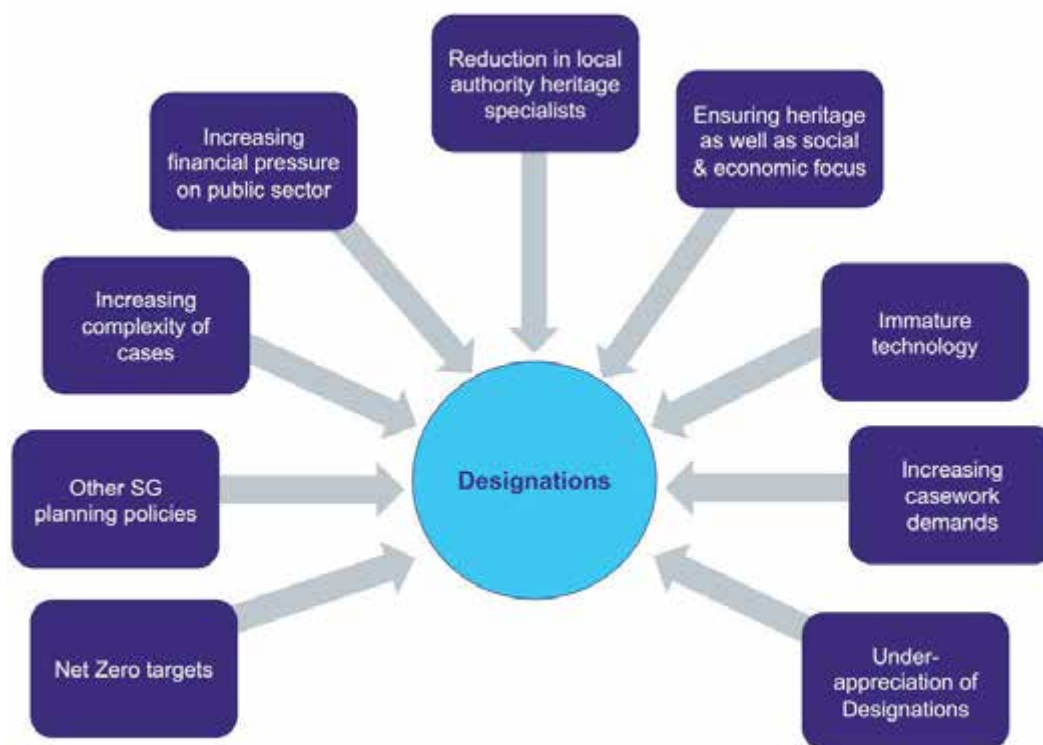 Reduction in local
authority heritage
specialists
Increasing
financial pressure
on public sector
Ensuring heritage
as well as social
& economic focus
Increasing
complexity of
cases
Immature
technology
Other SG
planning policies
Designations
Increasing
casework
demands
Net Zero targets
Under-
appreciation of
Designations